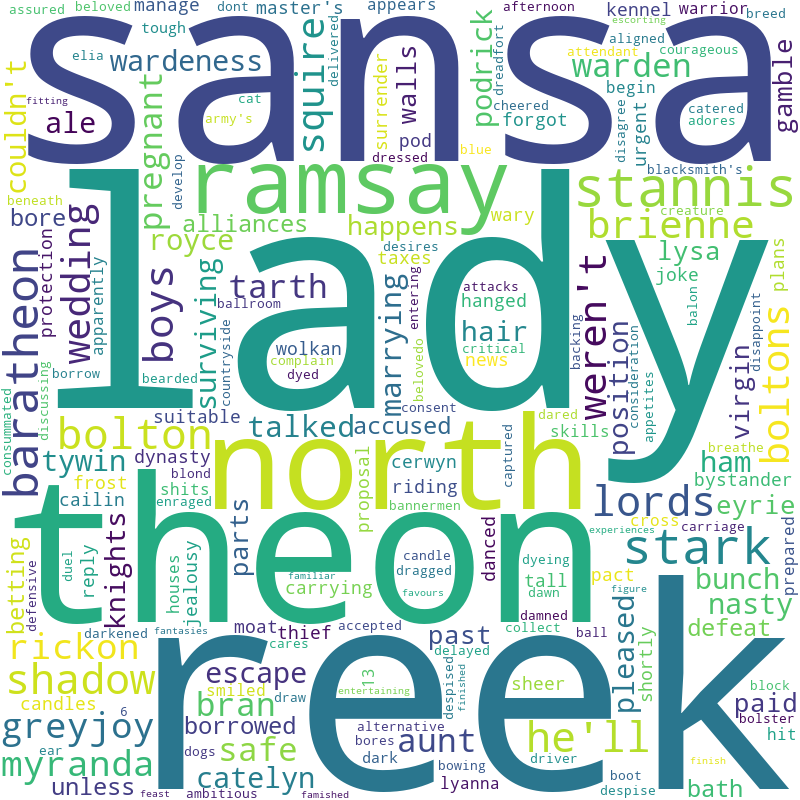 sansa
lady
reek
theon
north
ramsay
stannis
brienne
stark
bolton
boltons
baratheon
shadow
greyjoy
myranda
lords
weren't
he'll
wedding
boys
squire
aunt
rickon
tarth
bran
catelyn
safe
escape
royce
pregnant
surviving
marrying
talked
accused
tywin
eyrie
ham
bunch
nasty
pleased
position
virgin
lysa
hair
happens
alliances
wardeness
warden
podrick
walls
ale
couldn't
gamble
knights
parts
betting
past
paid
bath
defeat
borrowed
unless
bore
forgot
urgent
begin
kennel
warrior
manage
master's
appears
afternoon
escorting
breed
dont
assured
beloved
tough
elia
fitting
cat
army's
delivered
surrender
pod
dressed
blue
cheered
attendant
aligned
courageous
disagree
catered
adores
blacksmith's
creature
beneath
develop
protection
apparently
wary
taxes
desires
entering
attacks
hanged
joke
balon
plans
disappoint
ballroom
countryside
wolkan
complain
dyed
critical
news
belovedo
backing
consideration
appetites
borrow
bearded
consent
dared
skills
breathe
discussing
consummated
suitable
dynasty
cerwyn
riding
captured
bystander
frost
blond
shits
cailin
enraged
proposal
bannermen
cross
carriage
experiences
prepared
defensive
duel
reply
houses
jealousy
carrying
familiar
candle
dragged
favours
danced
dyeing
tall
dawn
pact
figure
damned
collect
ball
shortly
darkened
fantasies
moat
thief
accepted
cares
delayed
despised
finished
sheer
block
bolster
hit
candles
smiled
draw
13
entertaining
alternative
bores
bowing
driver
6
ear
feast
ambitious
dogs
famished
dark
lyanna
boot
despise
finish